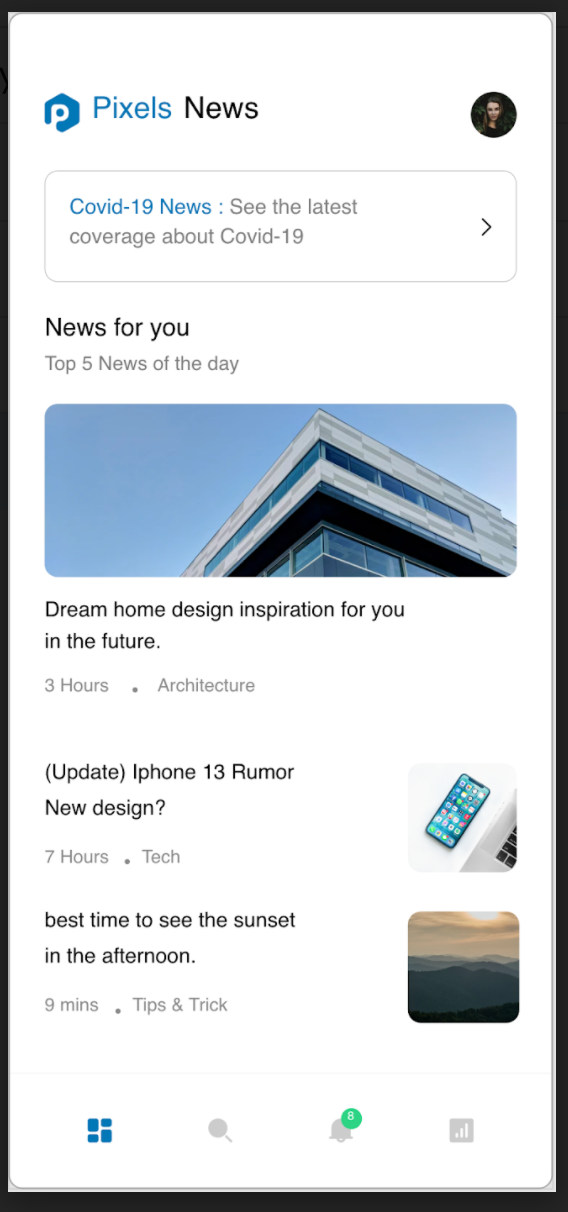 Pixels News
Covid-19 News : See the latest
coverage about Covid-19
News for you
Top 5 News of the day
Dream home design inspiration for you
in the future.
3 Hours • Architecture
(Update) Iphone 13 Rumor
New design?
7 Hours • Tech
best time to see the sunset
in the afternoon.
9 mins • Tips & Trick
8